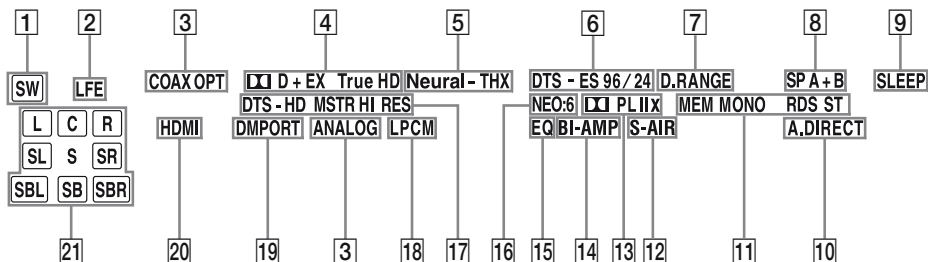 1 2 3 4 5 6 7 8 9
SW LFE COAX OPT D + EX True HD Neural - THX DTS - ES 96 / 24 D.RANGE SP A + B SLEEP
DTS - HD MSTR HI RES NEO:6 PL II X MEM MONO RDS ST
L C R HDMI DMPORT ANALOG LPCM EQ BI-AMP S-AIR A.DIRECT
SL S SR
SBL SB SBR
21 20 19 3 18 17 16 15 14 13 12 11 10